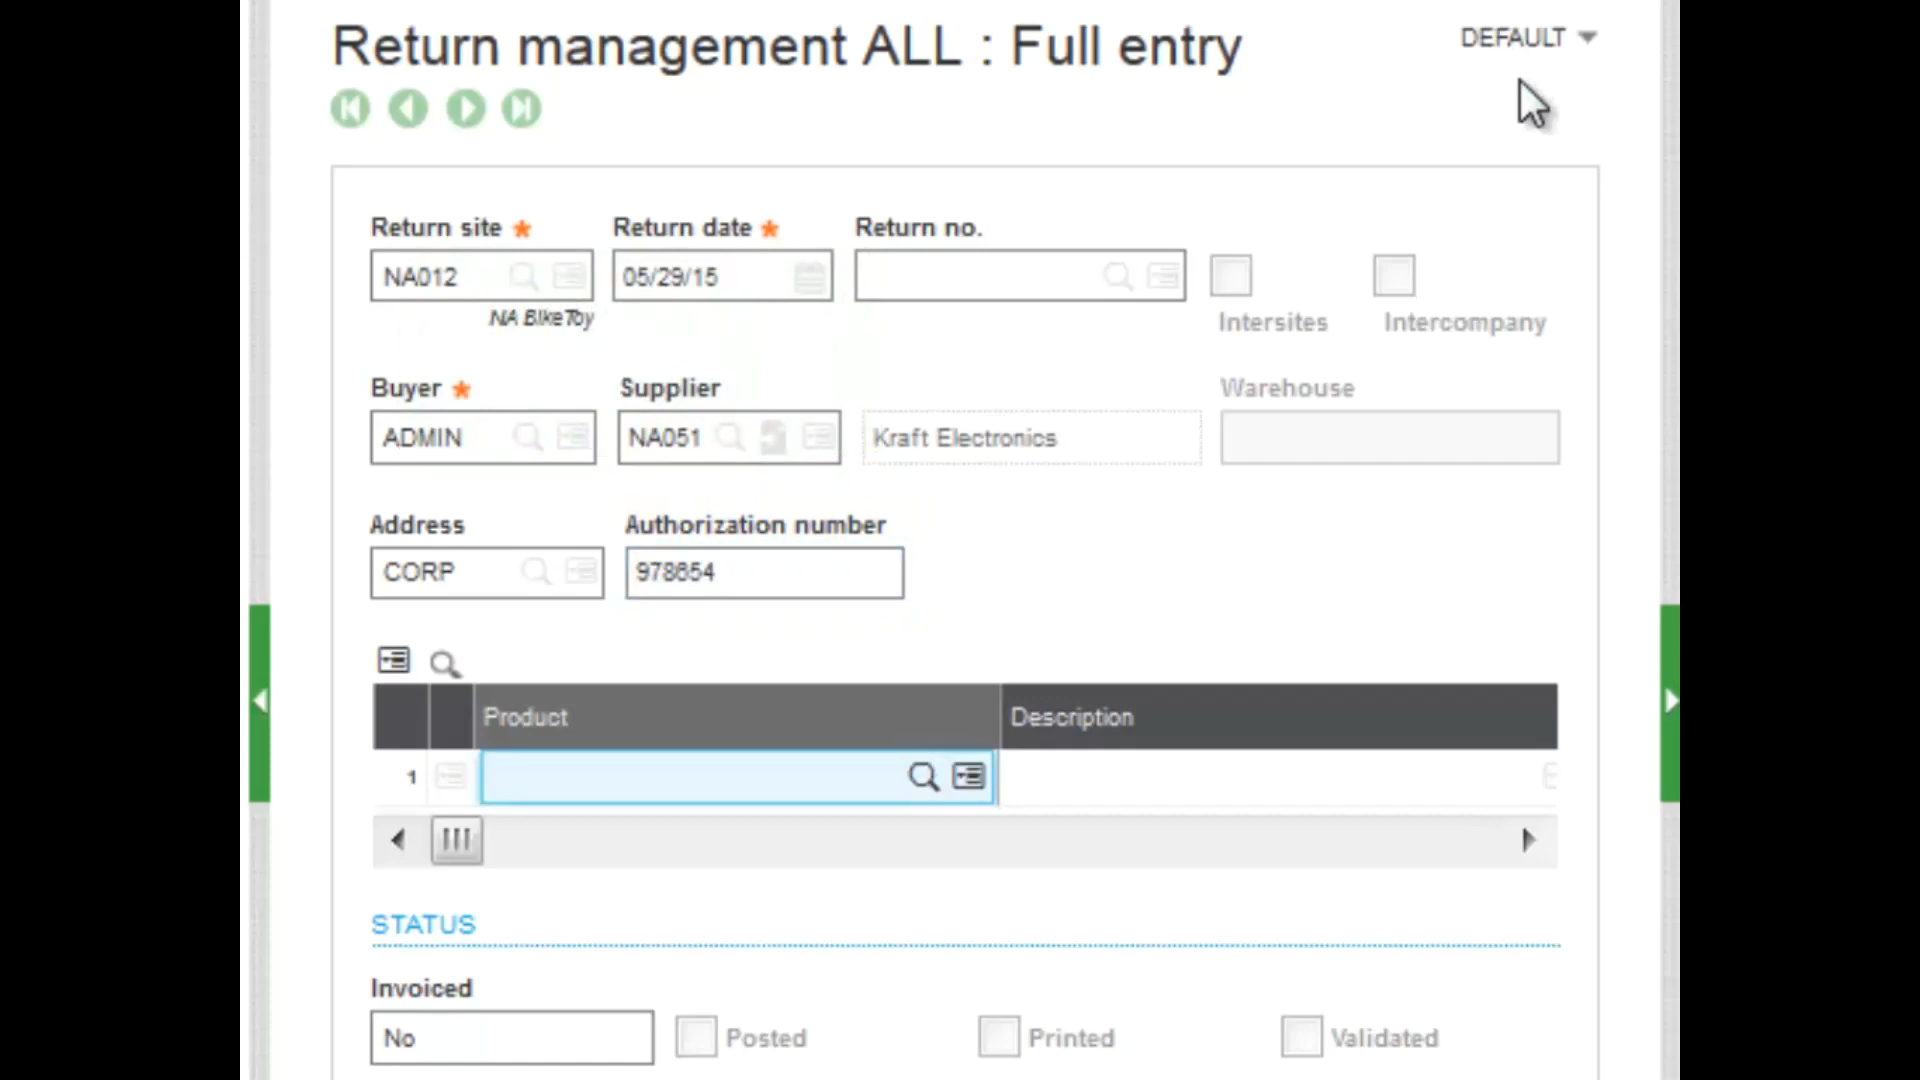 Return management ALL : Full entry
DEFAULT
Return site * Return date * Return no.
NA012 05/29/15
NA BikeToy Intersites Intercompany
Buyer * Supplier Warehouse
ADMIN NA051 Kraft Electronics
Address Authorization number
CORP 978654
Product Description
1
STATUS
Invoiced
No Posted Printed Validated